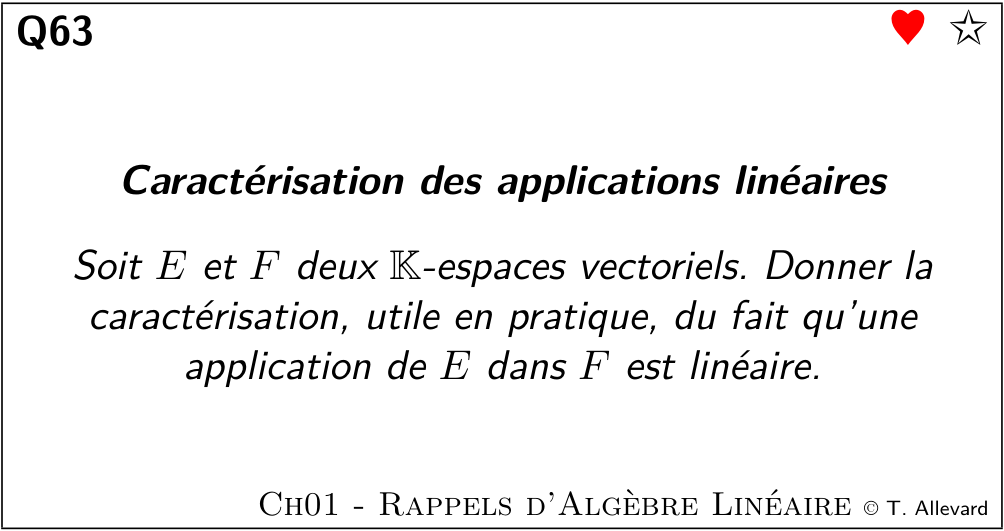 Q63
Caractérisation des applications linéaires
Soit E et F deux 𝕂-espaces vectoriels. Donner la
caractérisation, utile en pratique, du fait qu'une
application de E dans F est linéaire.
Ch01 - Rappels d'Algèbre Linéaire © T. Allevard